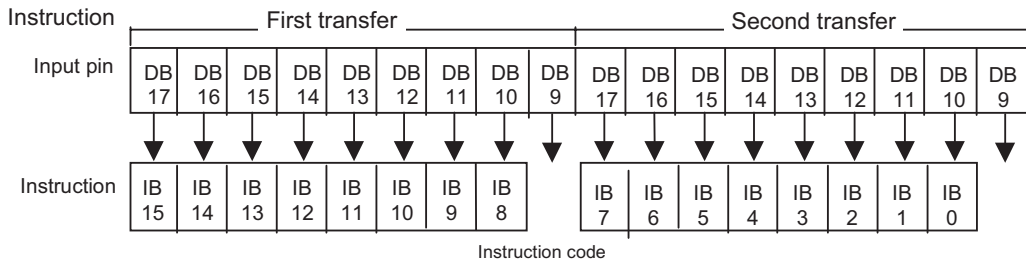 Instruction First transfer Second transfer
Input pin DB 17 DB 16 DB 15 DB 14 DB 13 DB 12 DB 11 DB 10 DB 9 DB 17 DB 16 DB 15 DB 14 DB 13 DB 12 DB 11 DB 10 DB 9
Instruction IB 15 IB 14 IB 13 IB 12 IB 11 IB 10 IB 9 IB 8 IB 7 IB 6 IB 5 IB 4 IB 3 IB 2 IB 1 IB 0
Instruction code